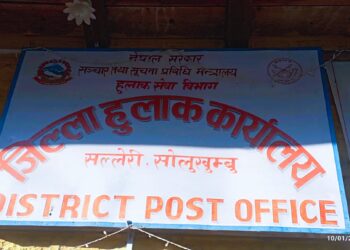 नेपाल सरकार
सञ्चार तथा सूचना प्रविधि मन्त्रालय
हुलाक सेवा विभाग
जिल्ला हुलाक कार्यालय
सल्लेरी, सोलुखुम्बु
DISTRICT POST OFFICE